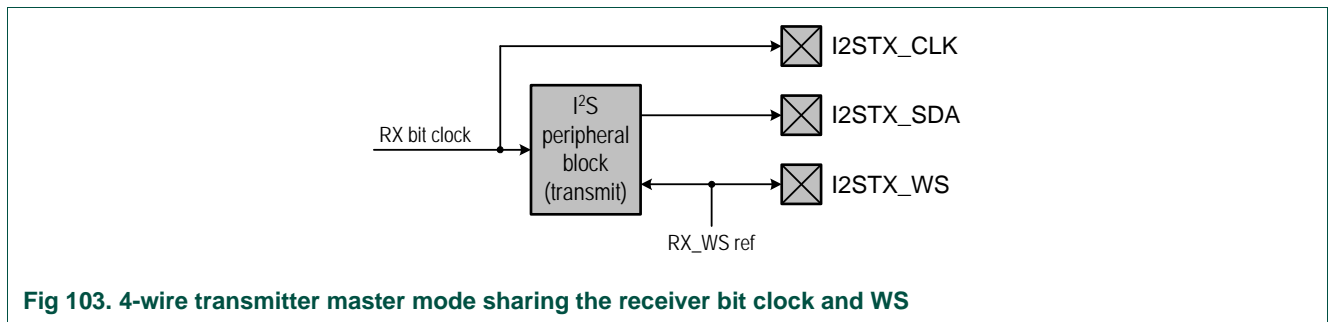 I2STX_CLK
I²S
peripheral
block
(transmit)
I2STX_SDA
RX bit clock
I2STX_WS
RX_WS ref
Fig 103. 4-wire transmitter master mode sharing the receiver bit clock and WS